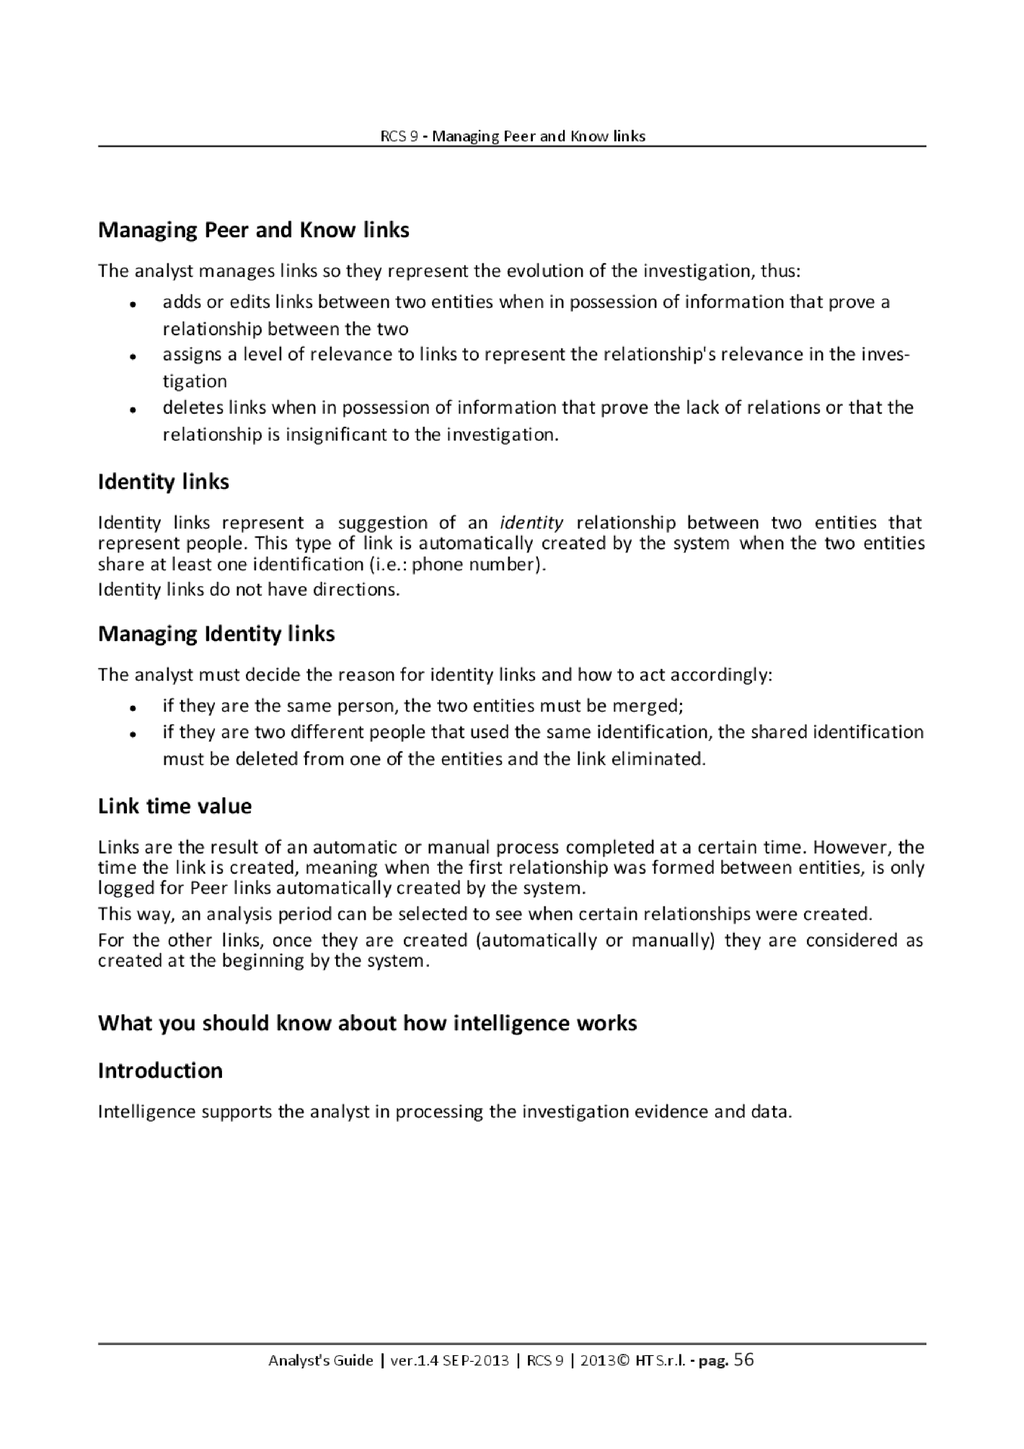 RCS 9 - Managing Peer and Know links
Managing Peer and Know links
The analyst manages links so they represent the evolution of the investigation, thus:
• adds or edits links between two entities when in possession of information that prove a
relationship between the two
• assigns a level of relevance to links to represent the relationship's relevance in the inves-
tigation
• deletes links when in possession of information that prove the lack of relations or that the
relationship is insignificant to the investigation.
Identity links
Identity links represent a suggestion of an identity relationship between two entities that
represent people. This type of link is automatically created by the system when the two entities
share at least one identification (i.e.: phone number).
Identity links do not have directions.
Managing Identity links
The analyst must decide the reason for identity links and how to act accordingly:
• if they are the same person, the two entities must be merged;
• if they are two different people that used the same identification, the shared identification
must be deleted from one of the entities and the link eliminated.
Link time value
Links are the result of an automatic or manual process completed at a certain time. However, the
time the link is created, meaning when the first relationship was formed between entities, is only
logged for Peer links automatically created by the system.
This way, an analysis period can be selected to see when certain relationships were created.
For the other links, once they are created (automatically or manually) they are considered as
created at the beginning by the system.
What you should know about how intelligence works
Introduction
Intelligence supports the analyst in processing the investigation evidence and data.
Analyst's Guide | ver.1.4 SEP-2013 | RCS 9 | 2013© HT S.r.l. - pag. 56